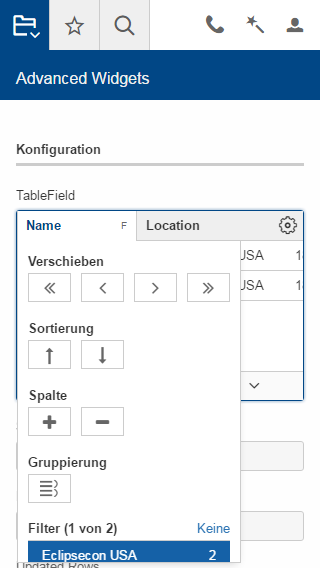 Advanced Widgets
Konfiguration
TableField
Name F Location
USA 1
Verschieben
USA 1
Sortierung
Spalte
Gruppierung
Filter (1 von 2) Keine
Eclipsecon USA 2
Updated Rows